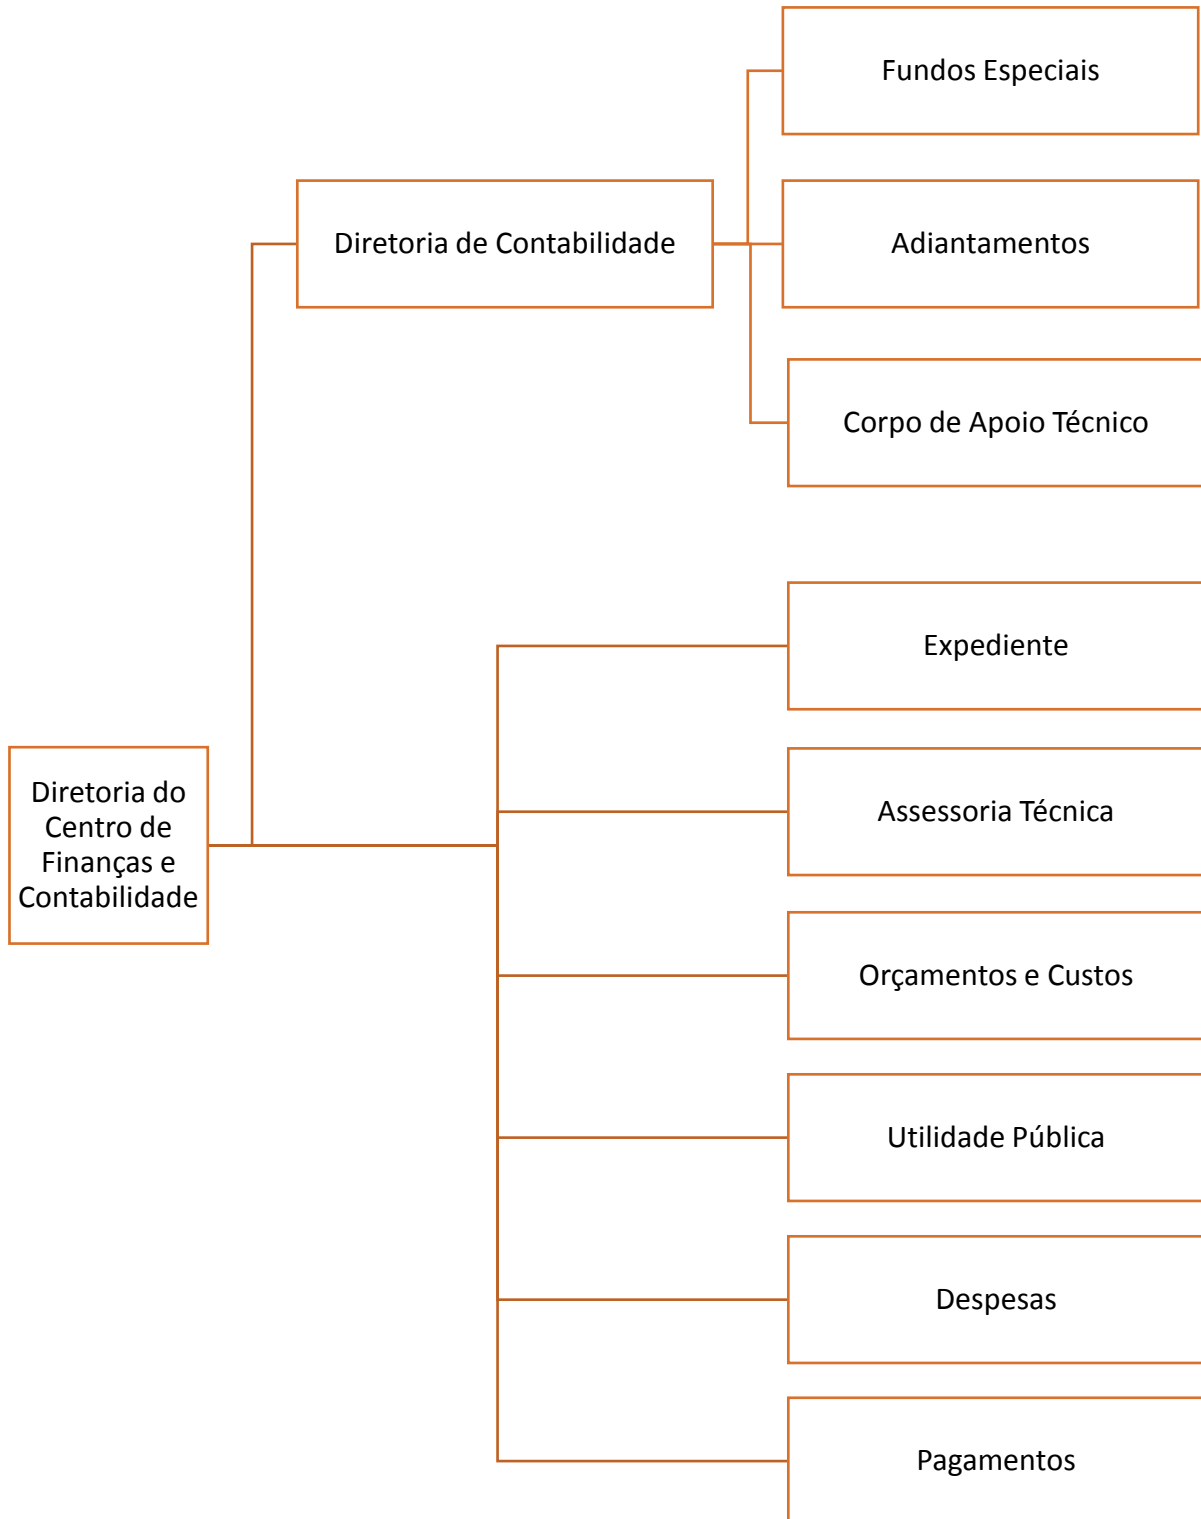 Fundos Especiais
Diretoria de Contabilidade
Adiantamentos
Corpo de Apoio Técnico
Expediente
Diretoria do
Centro de
Finanças e
Contabilidade
Assessoria Técnica
Orçamentos e Custos
Utilidade Pública
Despesas
Pagamentos